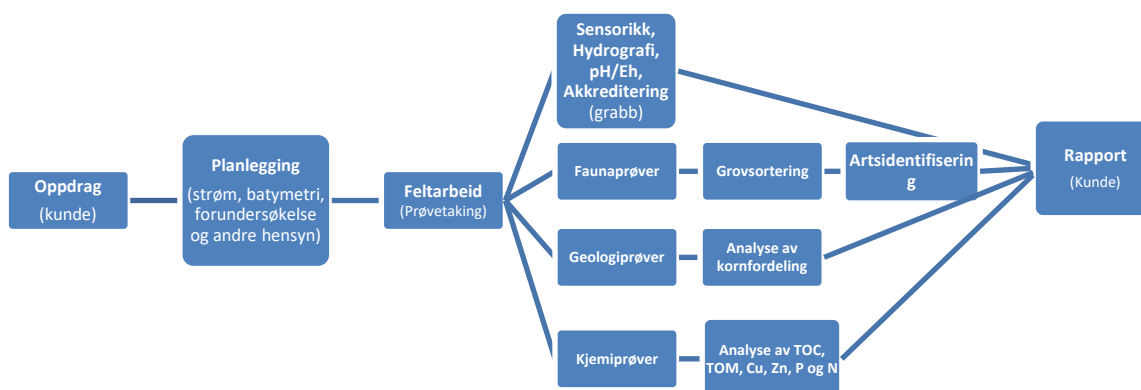 Oppdrag
(kunde)
Planlegging
(strøm, batymetri,
forundersøkelse
og andre hensyn)
Feltarbeid
(Prøvetaking)
Sensorikk,
Hydrografi,
pH/Eh,
Akkreditering
(grabb)
Faunaprøver
Grovsortering
Artsidentifiserin
g
Geologiprøver
Analyse av
kornfordeling
Kjemiprøver
Analyse av TOC,
TOM, Cu, Zn, P og N
Rapport
(Kunde)